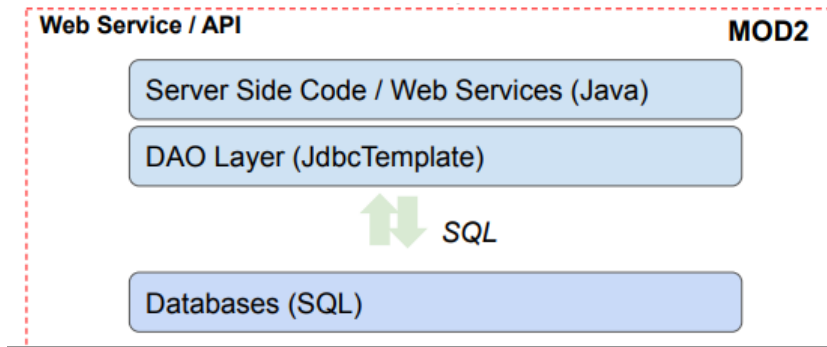 Web Service / API
MOD2
Server Side Code / Web Services (Java)
DAO Layer (JdbcTemplate)
SQL
Databases (SQL)